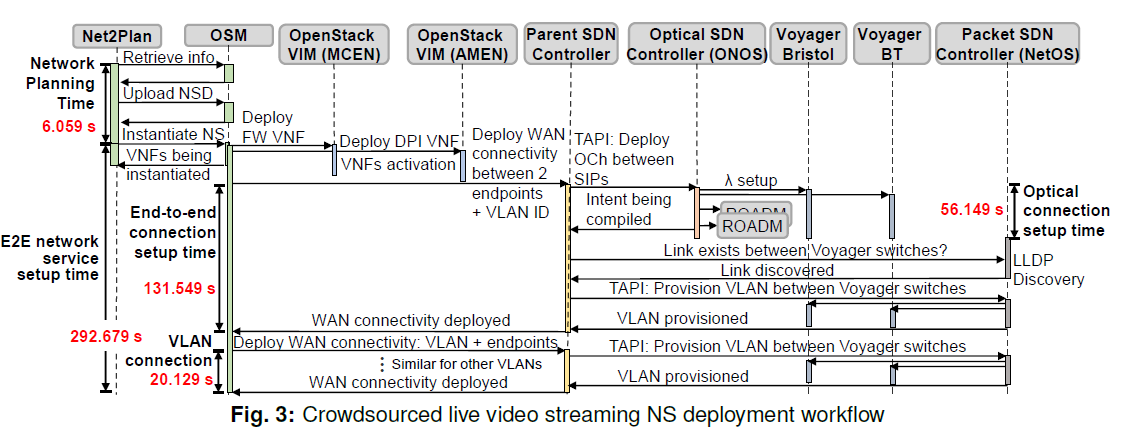 Net2Plan
OSM
OpenStack
VIM (MCEN)
OpenStack
VIM (AMEN)
Parent SDN
Controller
Optical SDN
Controller (ONOS)
Voyager
Bristol
Voyager
BT
Packet SDN
Controller (NetOS)
Network
Planning
Time
6.059 s
Retrieve info
Upload NSD
Instantiate NS
VNFs being
instantiated
Deploy
FW VNF
Deploy DPI VNF
VNFs activation
Deploy WAN
connectivity
between 2
endpoints
+ VLAN ID
TAPI: Deploy
OCh between
SIPs
Intent being
compiled
λ setup
ROADM
ROADM
56.149 s
Optical
connection
setup time
E2E network
service
setup time
292.679 s
End-to-end
connection
setup time
131.549 s
Link exists between Voyager switches?
Link discovered
LLDP
Discovery
TAPI: Provision VLAN between Voyager switches
VLAN provisioned
WAN connectivity deployed
VLAN
connection
20.129 s
Deploy WAN connectivity: VLAN + endpoints
⋮ Similar for other VLANs
WAN connectivity deployed
TAPI: Provision VLAN between Voyager switches
VLAN provisioned
Fig. 3: Crowdsourced live video streaming NS deployment workflow